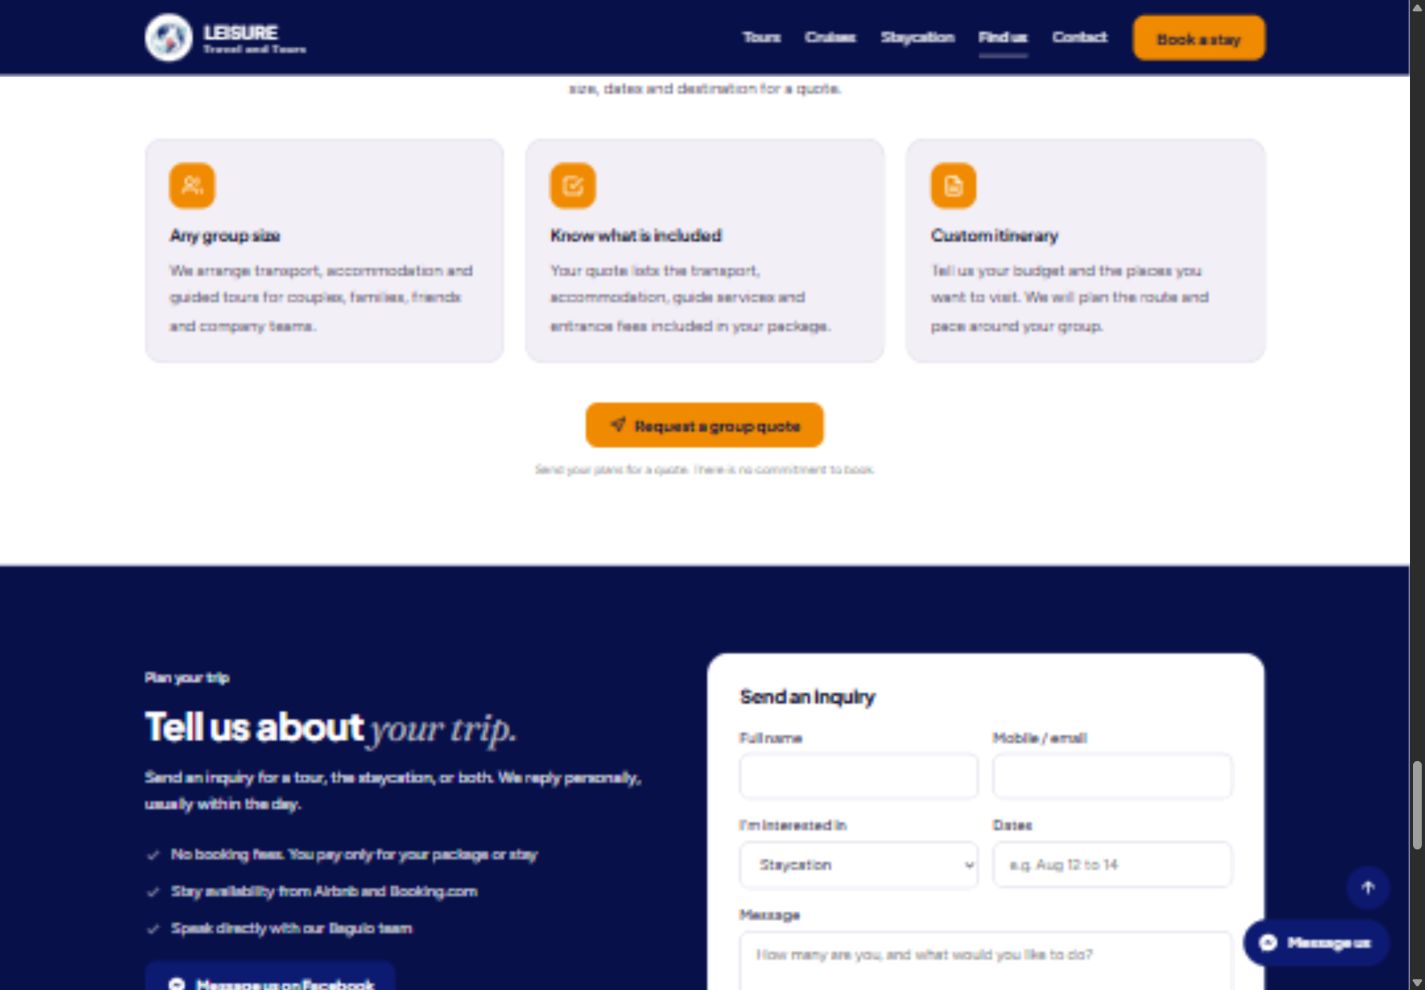 LEISURE
Travel and Tours
Tours
Cruises
Staycation
Find us
Contact
Book a stay
size, dates and destination for a quote.
Any group size
We arrange transport, accommodation and
guided tours for couples, families, friends
and company teams.
Know what is included
Your quote lists the transport,
accommodation, guide services and
entrance fees included in your package.
Custom itinerary
Tell us your budget and the places you
want to visit. We will plan the route and
pace around your group.
Request a group quote
Send your plans for a quote. There is no commitment to book.
Plan your trip
Tell us about your trip.
Send an inquiry for a tour, the staycation, or both. We reply personally,
usually within the day.
No booking fees. You pay only for your package or stay
Stay availability from Airbnb and Booking.com
Speak directly with our Baguio team
Message us on Facebook
Send an inquiry
Full name
Mobile / email
I'm interested in
Dates
Staycation
e.g. Aug 12 to 14
Message
How many are you, and what would you like to do?
Message us